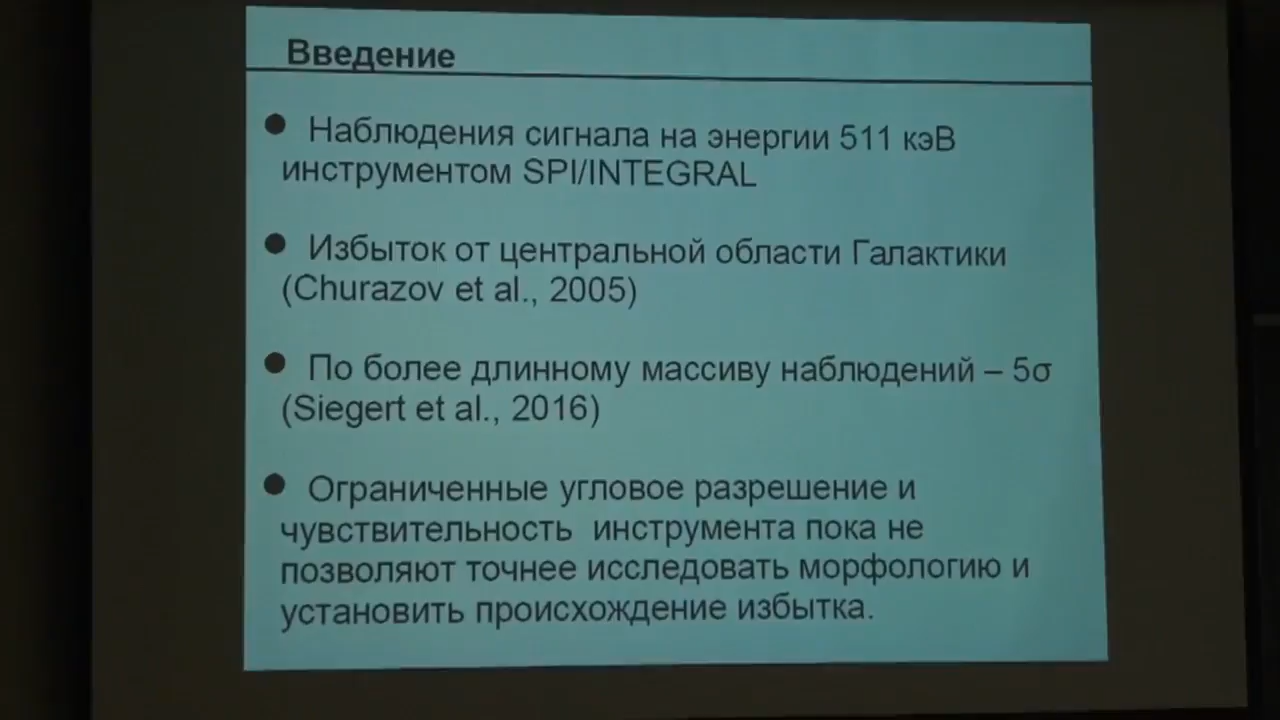 Введение
● Наблюдения сигнала на энергии 511 кэВ
инструментом SPI/INTEGRAL
● Избыток от центральной области Галактики
(Churazov et al., 2005)
● По более длинному массиву наблюдений – 5σ
(Siegert et al., 2016)
● Ограниченные угловое разрешение и
чувствительность инструмента пока не
позволяют точнее исследовать морфологию и
установить происхождение избытка.